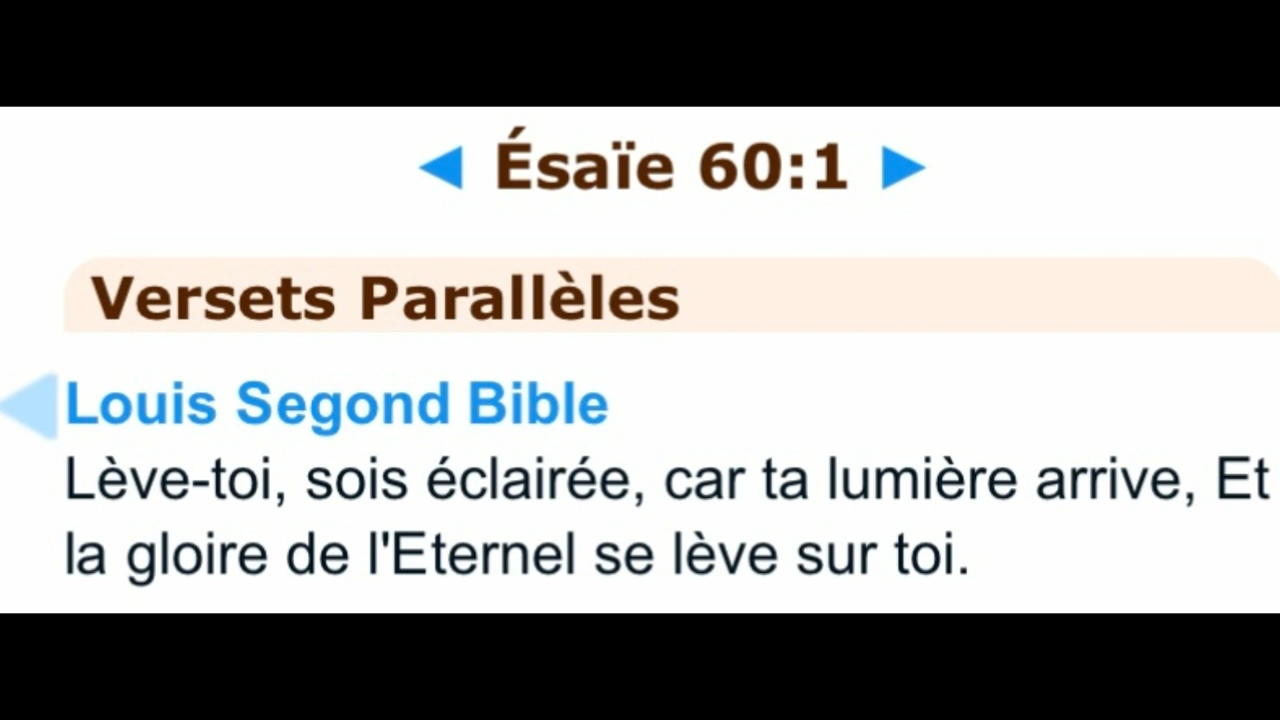 Ésaïe 60:1
Versets Parallèles
Louis Segond Bible
Lève-toi, sois éclairée, car ta lumière arrive, Et
la gloire de l'Eternel se lève sur toi.